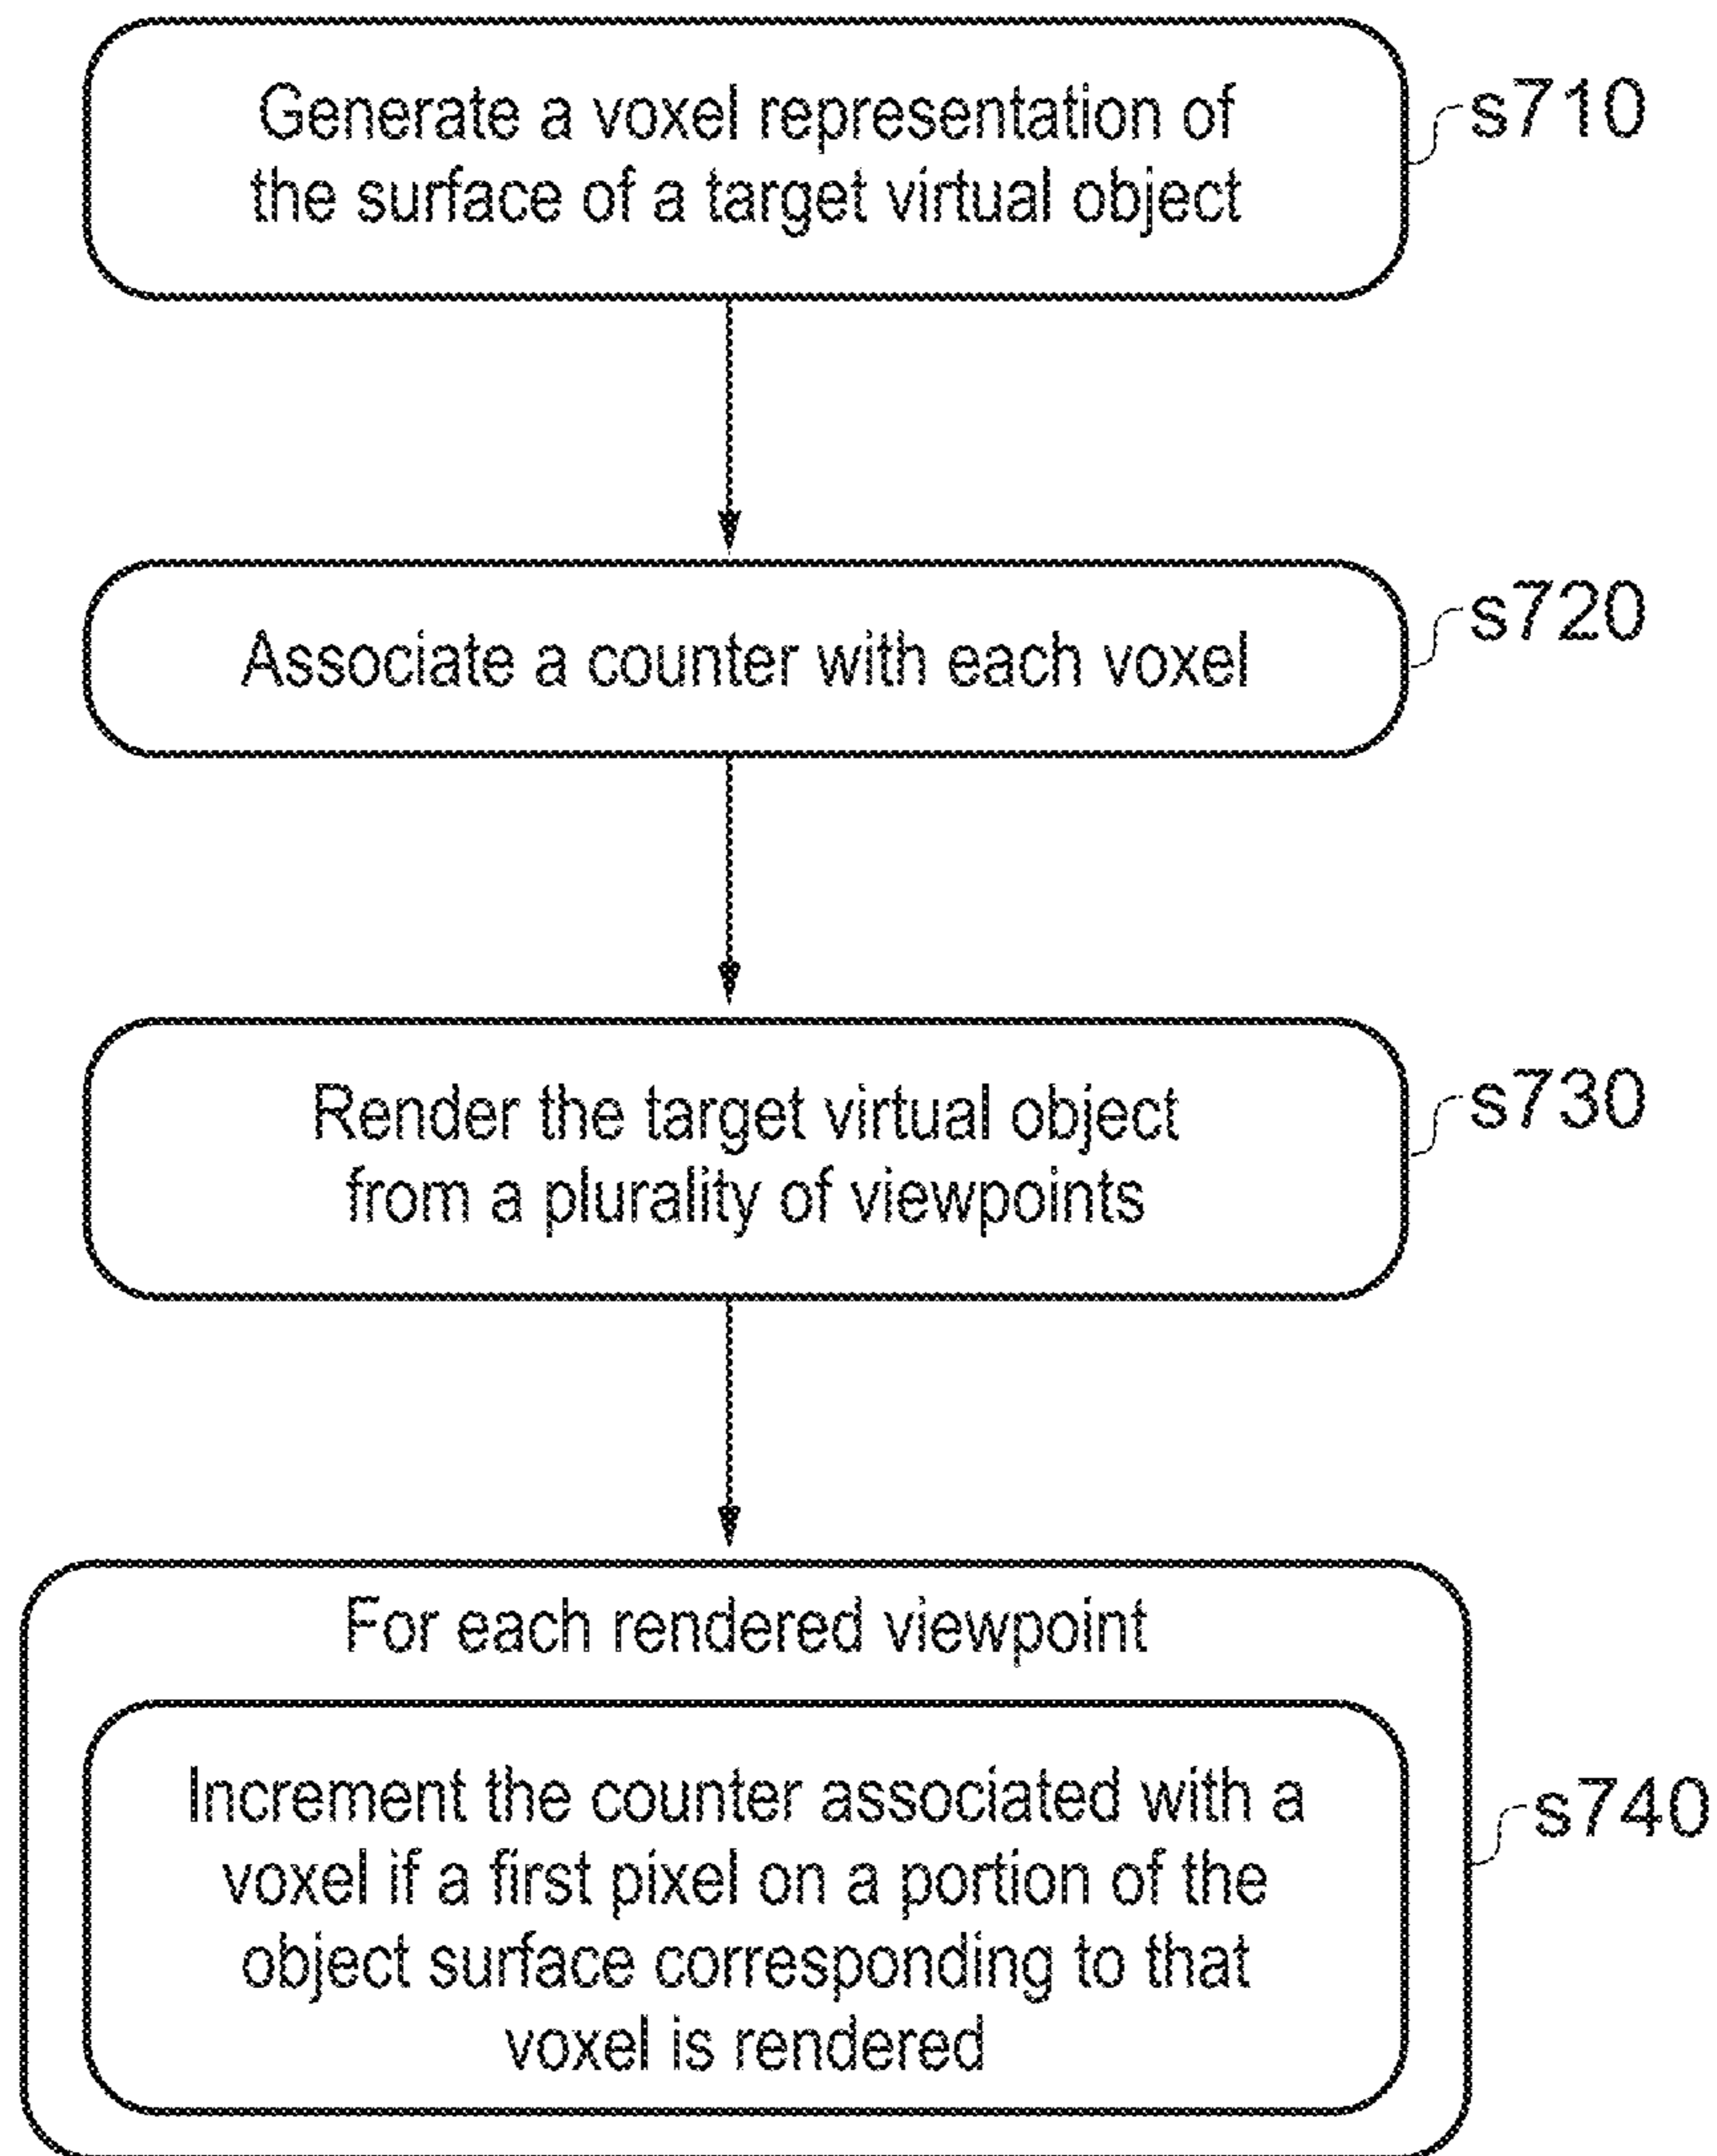 Generate a voxel representation of
the surface of a target virtual object
s710
Associate a counter with each voxel
s720
Render the target virtual object
from a plurality of viewpoints
s730
For each rendered viewpoint
Increment the counter associated with a
voxel if a first pixel on a portion of the
object surface corresponding to that
voxel is rendered
s740